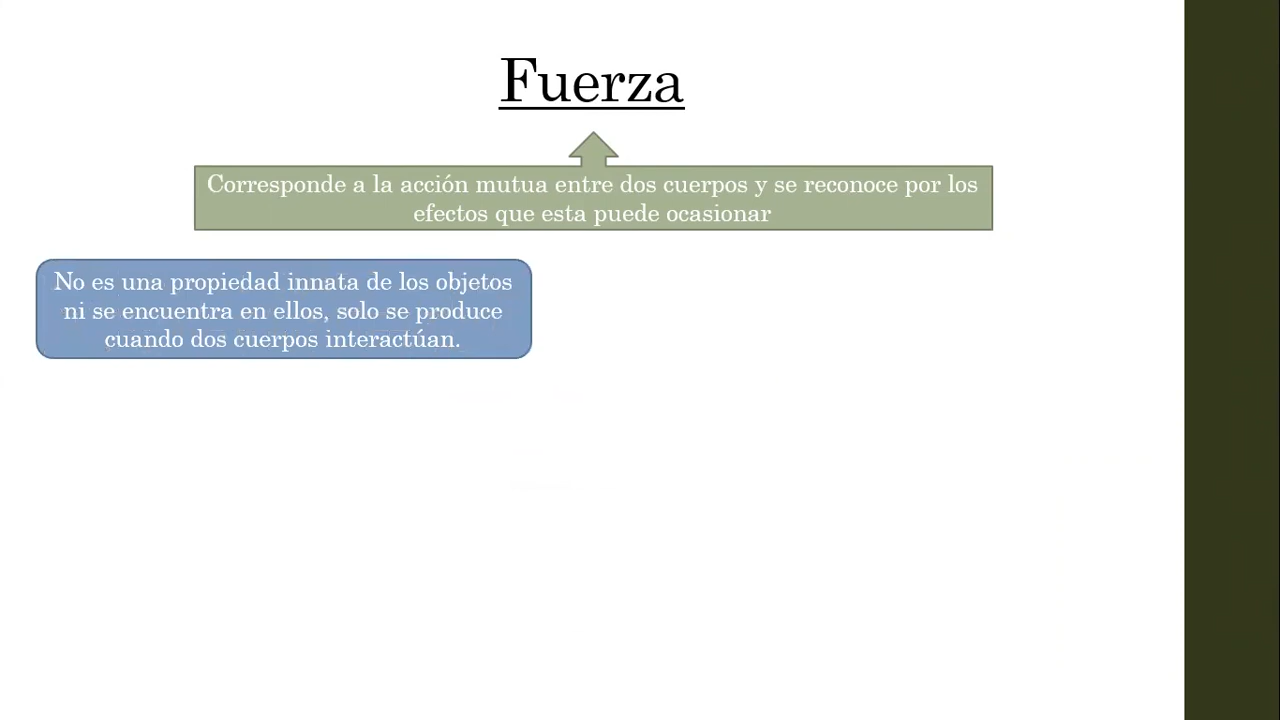 Fuerza
Corresponde a la acción mutua entre dos cuerpos y se reconoce por los
efectos que esta puede ocasionar
No es una propiedad innata de los objetos
ni se encuentra en ellos, solo se produce
cuando dos cuerpos interactúan.